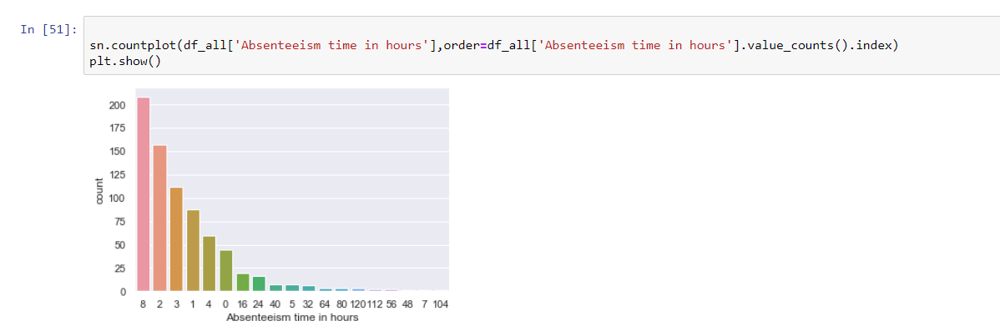 In [51]:
sn.countplot(df_all['Absenteeism time in hours'],order=df_all['Absenteeism time in hours'].value_counts().index)
plt.show()
200
175
150
125
100
75
50
25
0
count
8 2 3 1 4 0 16 24 40 5 32 64 80 120 112 56 48 7 104
Absenteeism time in hours